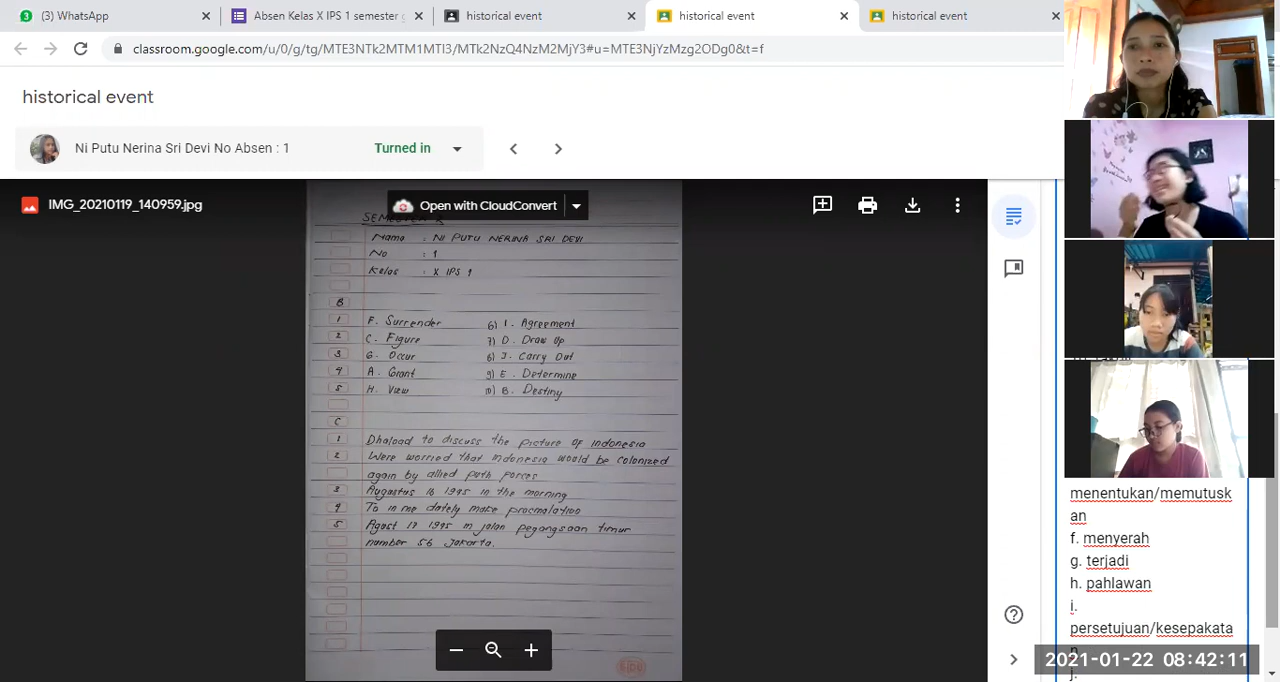 (3) WhatsApp
Absen Kelas X IPS 1 semester
historical event
historical event
historical event
classroom.google.com/u/0/g/tg/MTE3NTk2MTM1MTI3/MTk2NzQ4NzM2MjY3#u=MTE3NjYzMzg2ODg0&t=f
historical event
Ni Putu Nerina Sri Devi No Absen : 1
Turned in
IMG_20210119_140959.jpg
Open with CloudConvert
SEMESTER
Nama : NI PUTU NERINA SRI DEVI
No : 1
Kelas : X IPS 1
B
1 F. Surrender 6) I. Agreement
2 C. Figure 7) D. Draw Up
3 G. Occur 8) J. Carry Out
4 A. Grant 9) E. Determine
5 H. View 10) B. Destiny
C
1 Dhaload to discuss the picture of indonesia
2 Were worried that indonesia would be colonized
again by allied puth forces
3 Agustus 16 1945 in the morning
4 To in me dately make procmalatioo
5 Agost 17 1945 in jalan pegangsaan timur
number 56 Jakarta.
menentukan/memutusk
an
f. menyerah
g. terjadi
h. pahlawan
i.
persetujuan/kesepakata
n
j.
2021-01-22 08:42:11